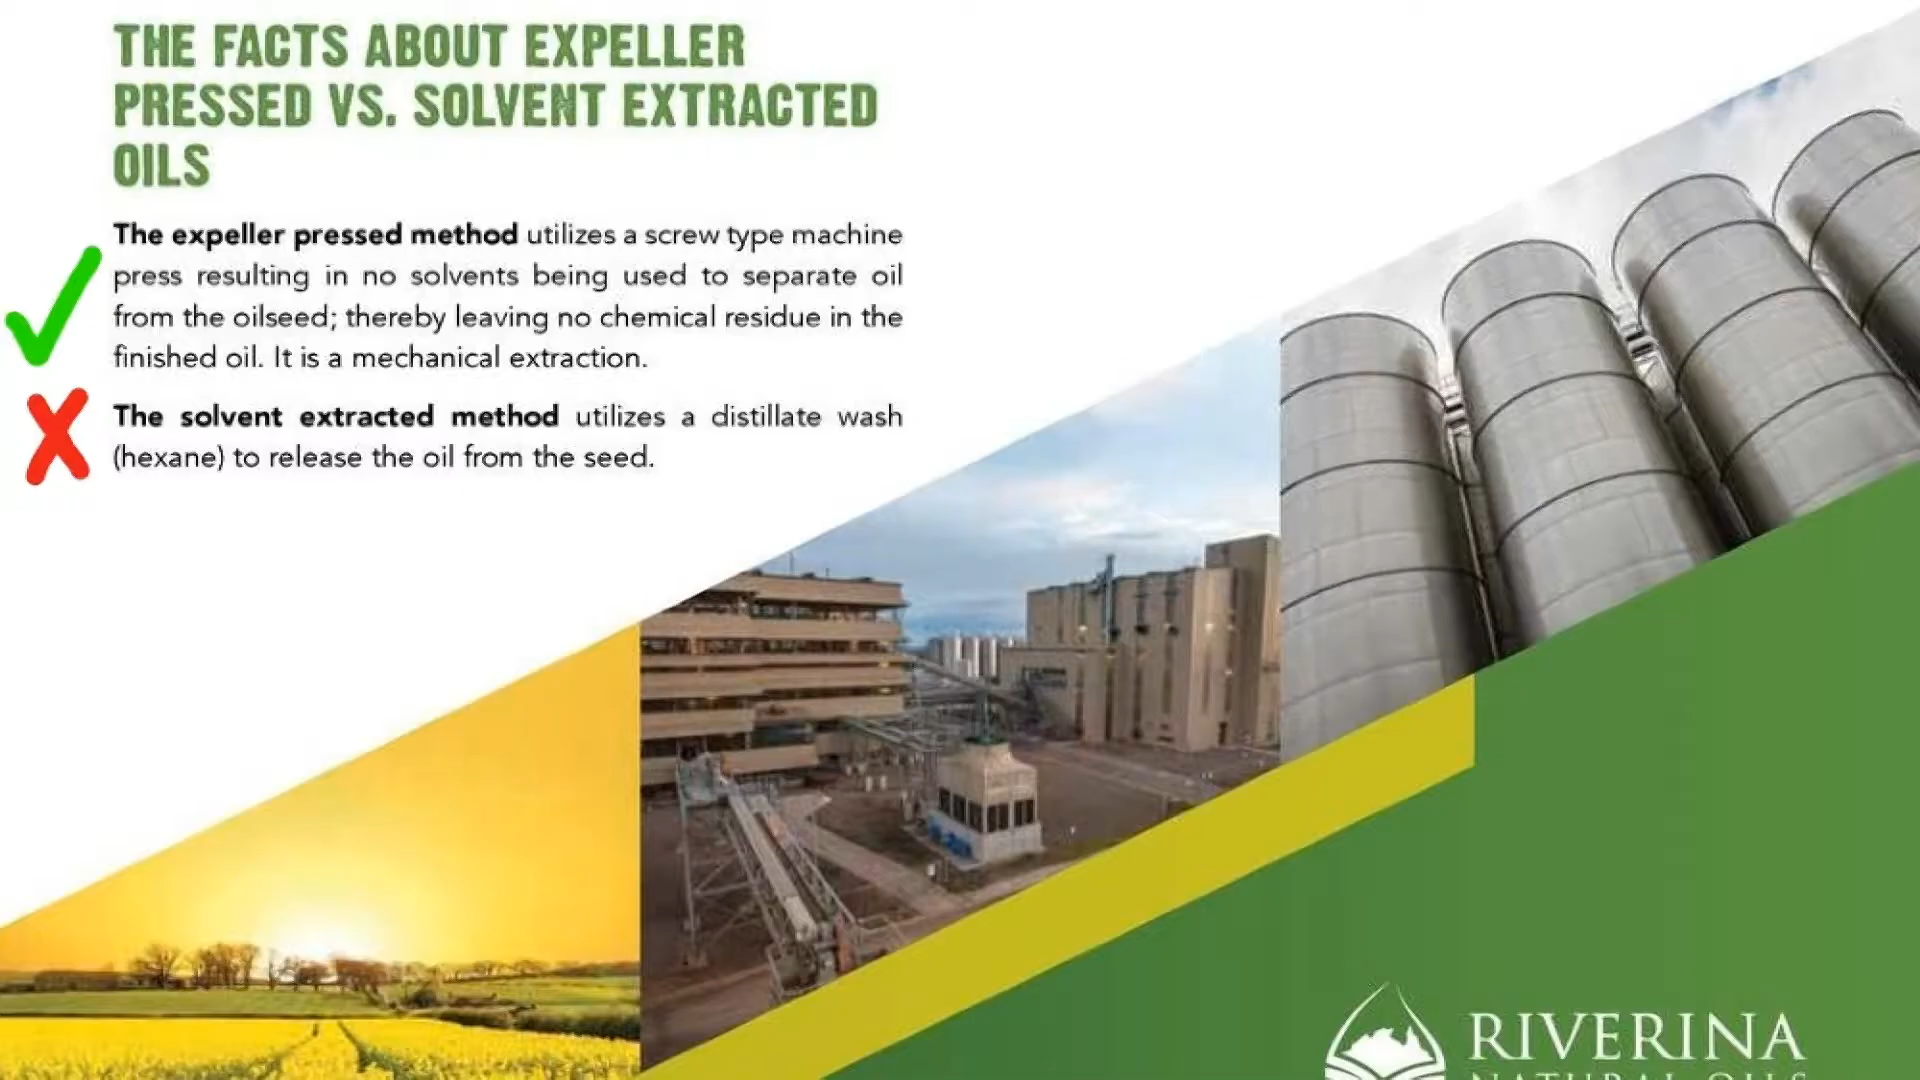 THE FACTS ABOUT EXPELLER
PRESSED VS. SOLVENT EXTRACTED
OILS
The expeller pressed method utilizes a screw type machine
press resulting in no solvents being used to separate oil
from the oilseed; thereby leaving no chemical residue in the
finished oil. It is a mechanical extraction.
The solvent extracted method utilizes a distillate wash
(hexane) to release the oil from the seed.
RIVERINA
NATURAL OILS